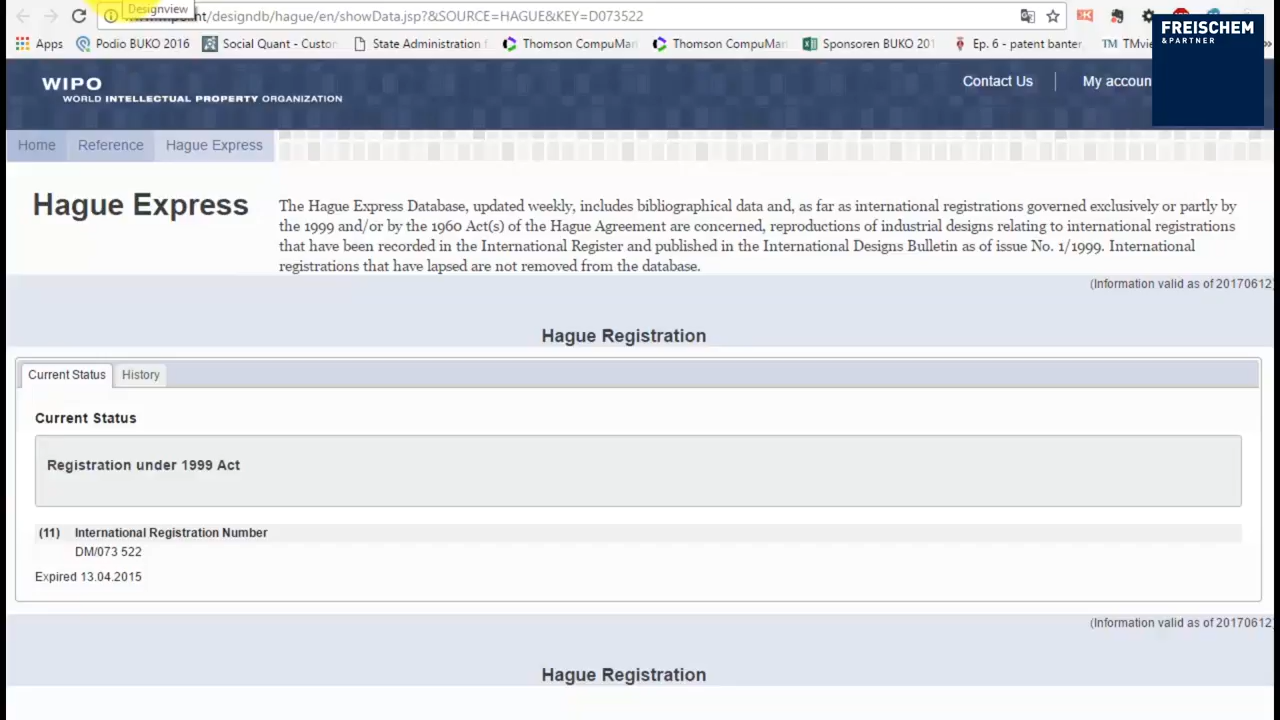 Designview
/designdb/hague/en/showData.jsp?&SOURCE=HAGUE&KEY=D073522
Apps Podio BUKO 2016 Social Quant - Custor State Administration Thomson CompuMar Thomson CompuMar Sponsoren BUKO 201 Ep. 6 - patent banter TM TMvie
FREISCHEM
& PARTNER
WIPO
WORLD INTELLECTUAL PROPERTY ORGANIZATION
Contact Us My accoun
Home Reference Hague Express
Hague Express
The Hague Express Database, updated weekly, includes bibliographical data and, as far as international registrations governed exclusively or partly by
the 1999 and/or by the 1960 Act(s) of the Hague Agreement are concerned, reproductions of industrial designs relating to international registrations
that have been recorded in the International Register and published in the International Designs Bulletin as of issue No. 1/1999. International
registrations that have lapsed are not removed from the database.
(Information valid as of 20170612)
Hague Registration
Current Status History
Current Status
Registration under 1999 Act
(11) International Registration Number
DM/073 522
Expired 13.04.2015
(Information valid as of 20170612)
Hague Registration